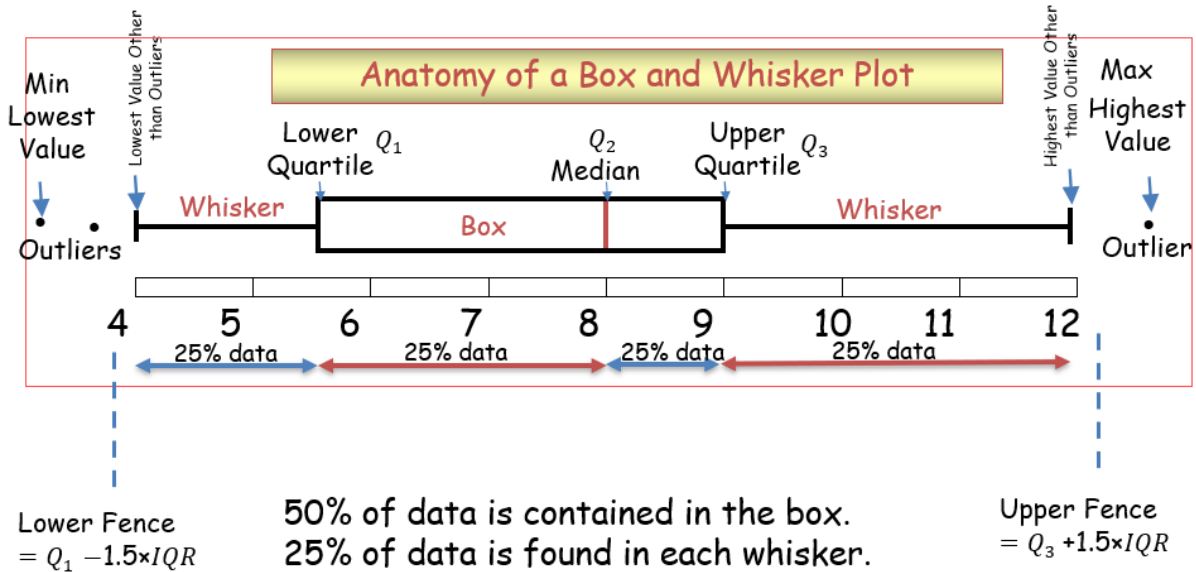 Anatomy of a Box and Whisker Plot
Min
Lowest
Value
Lowest Value Other
than Outliers
Lower
Quartile
Q₁
Q₂
Median
Upper
Quartile
Q₃
Highest Value Other
than Outliers
Max
Highest
Value
Whisker
Box
Whisker
Outliers
Outlier
4 5 6 7 8 9 10 11 12
25% data 25% data 25% data 25% data
Lower Fence
= Q₁ −1.5×IQR
50% of data is contained in the box.
25% of data is found in each whisker.
Upper Fence
= Q₃ +1.5×IQR